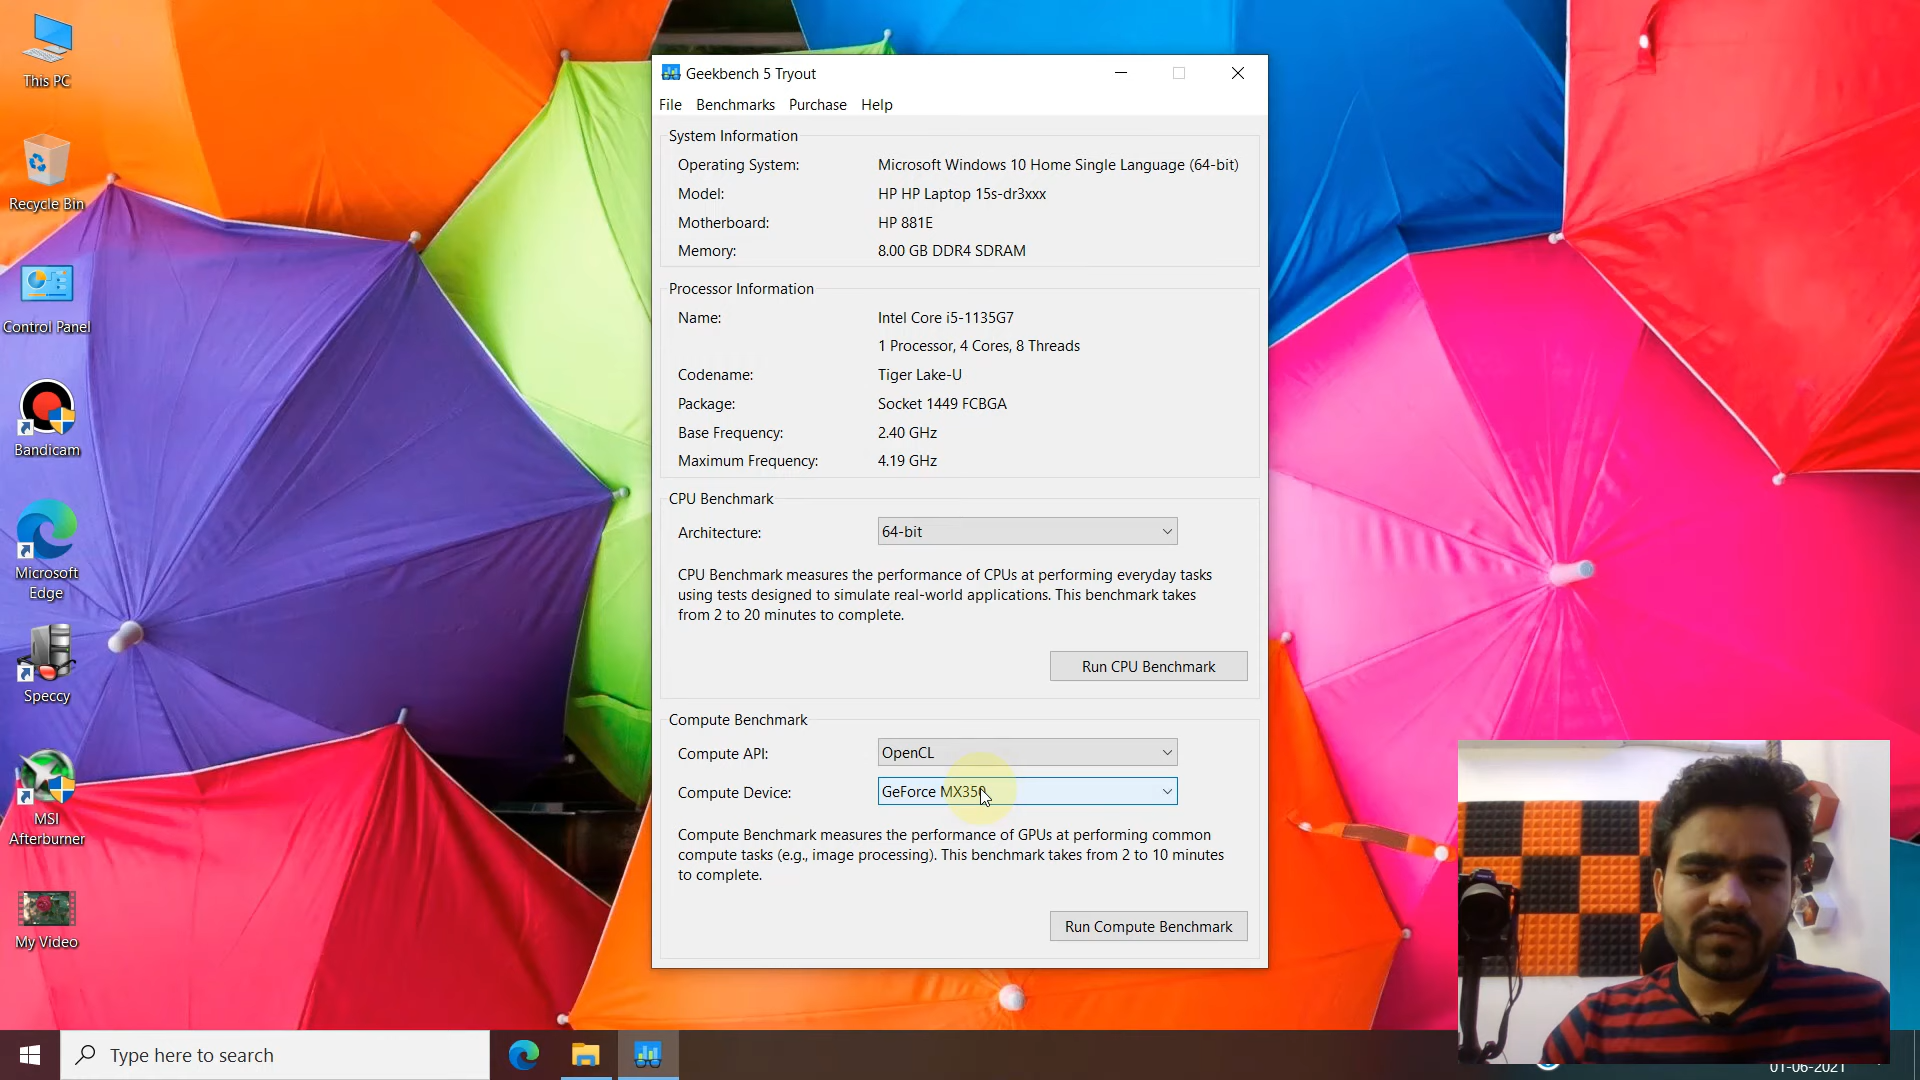 This PC
Recycle Bin
Control Panel
Bandicam
Microsoft
Edge
Speccy
MSI
Afterburner
My Video
Geekbench 5 Tryout
File Benchmarks Purchase Help
System Information
Operating System: Microsoft Windows 10 Home Single Language (64-bit)
Model: HP HP Laptop 15s-dr3xxx
Motherboard: HP 881E
Memory: 8.00 GB DDR4 SDRAM
Processor Information
Name: Intel Core i5-1135G7
1 Processor, 4 Cores, 8 Threads
Codename: Tiger Lake-U
Package: Socket 1449 FCBGA
Base Frequency: 2.40 GHz
Maximum Frequency: 4.19 GHz
CPU Benchmark
Architecture: 64-bit
CPU Benchmark measures the performance of CPUs at performing everyday tasks
using tests designed to simulate real-world applications. This benchmark takes
from 2 to 20 minutes to complete.
Run CPU Benchmark
Compute Benchmark
Compute API: OpenCL
Compute Device: GeForce MX350
Compute Benchmark measures the performance of GPUs at performing common
compute tasks (e.g., image processing). This benchmark takes from 2 to 10 minutes
to complete.
Run Compute Benchmark
Type here to search
01-06-2021